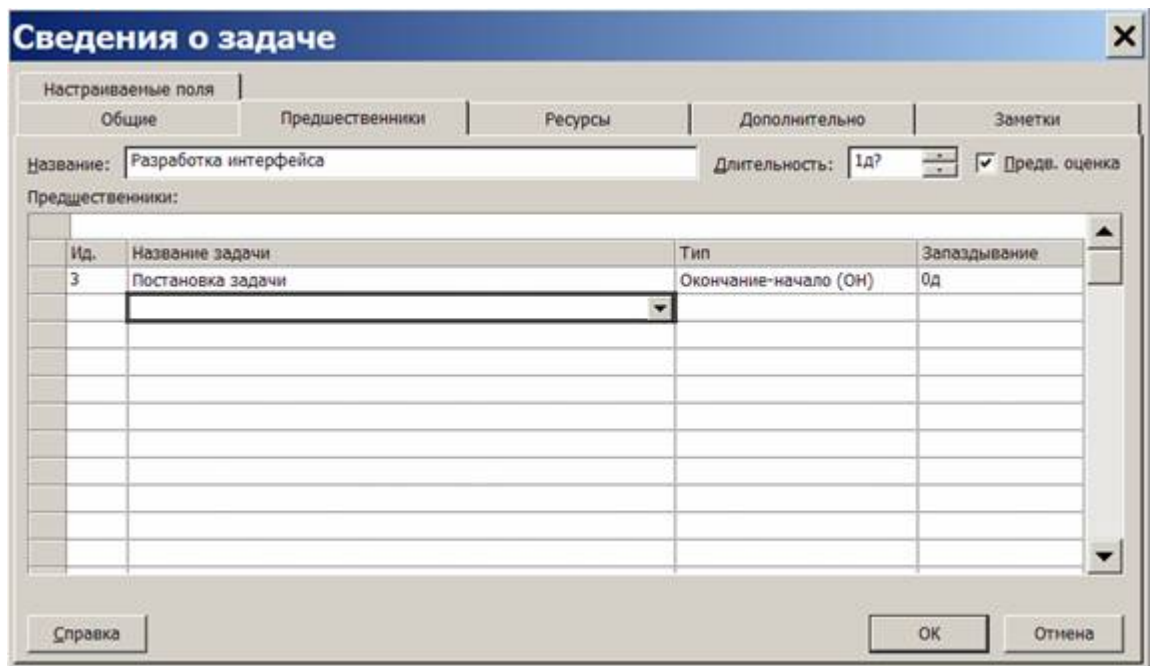 Сведения о задаче
Настраиваемые поля
Общие Предшественники Ресурсы Дополнительно Заметки
Название: Разработка интерфейса Длительность: 1д? Предв. оценка
Предшественники:
Ид. Название задачи Тип Запаздывание
3 Постановка задачи Окончание-начало (ОН) 0д
Справка ОК Отмена